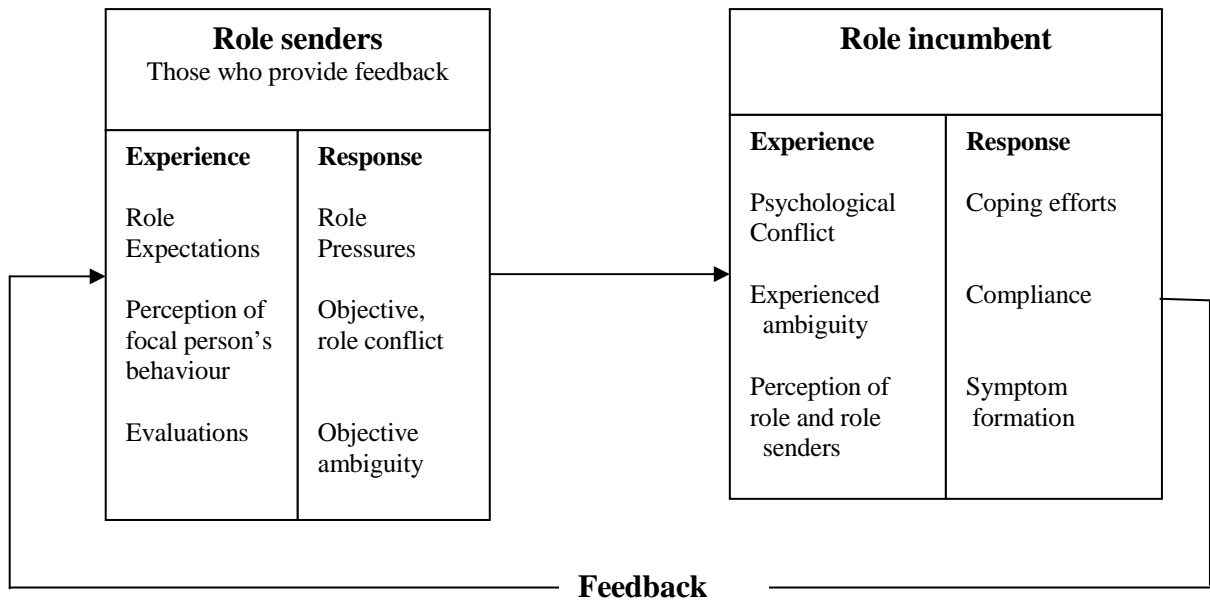 Role senders
Those who provide feedback
Experience
Role
Expectations
Perception of
focal person’s
behaviour
Evaluations
Response
Role
Pressures
Objective,
role conflict
Objective
ambiguity
Role incumbent
Experience
Psychological
Conflict
Experienced
ambiguity
Perception of
role and role
senders
Response
Coping efforts
Compliance
Symptom
formation
Feedback